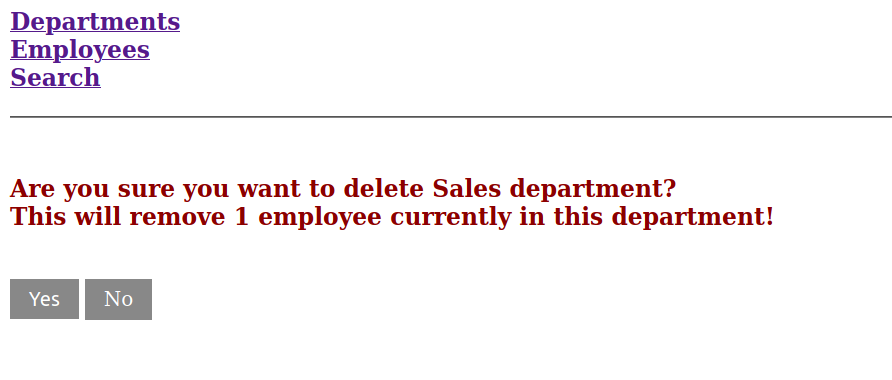 Departments
Employees
Search
Are you sure you want to delete Sales department?
This will remove 1 employee currently in this department!
Yes No